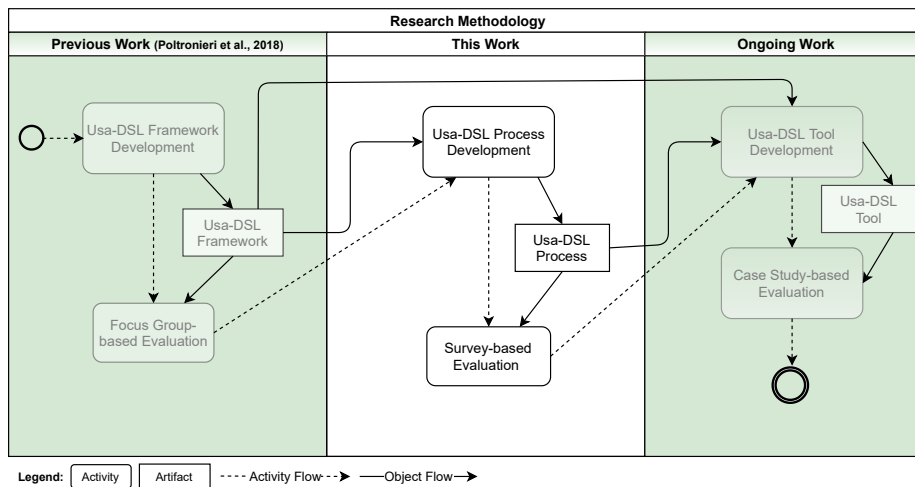 Research Methodology
Previous Work (Poltronieri et al., 2018)
This Work
Ongoing Work
Usa-DSL Framework
Development
Usa-DSL
Framework
Focus Group-
based Evaluation
Usa-DSL Process
Development
Usa-DSL
Process
Survey-based
Evaluation
Usa-DSL Tool
Development
Usa-DSL
Tool
Case Study-based
Evaluation
Legend: Activity Artifact Activity Flow Object Flow